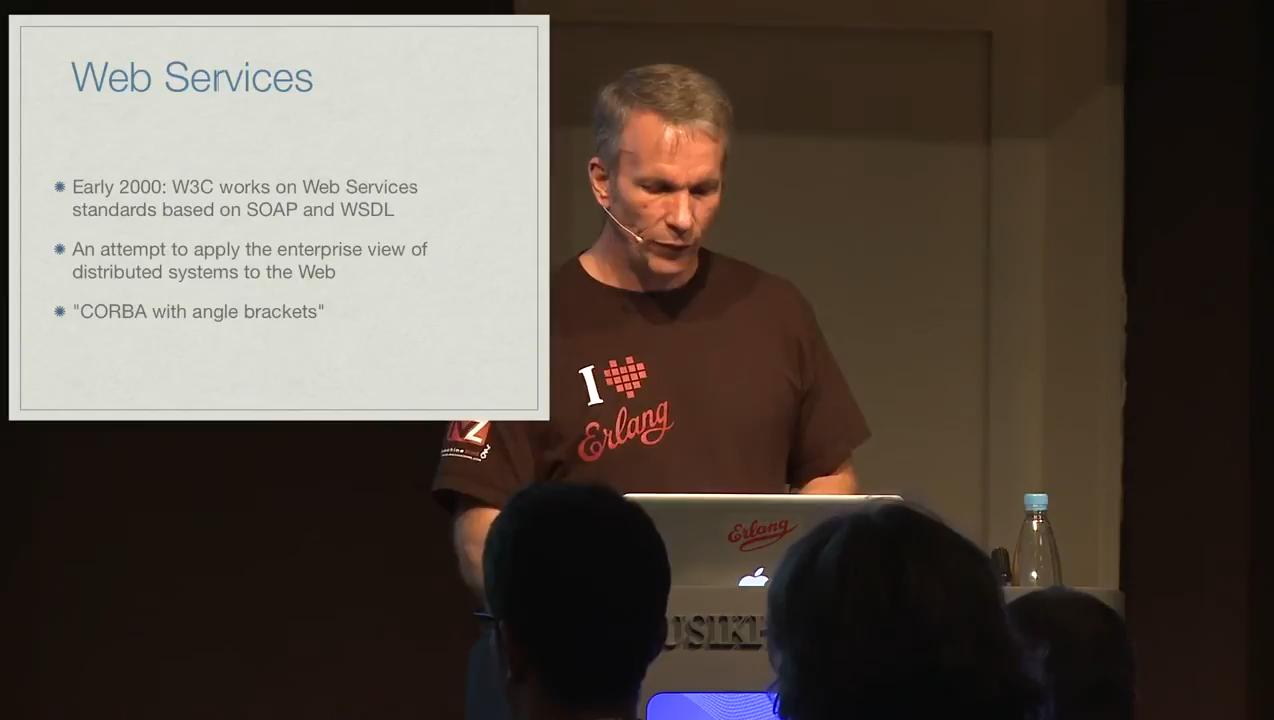 Web Services
Early 2000: W3C works on Web Services
standards based on SOAP and WSDL
An attempt to apply the enterprise view of
distributed systems to the Web
"CORBA with angle brackets"
I
Erlang
Erlang
USIK